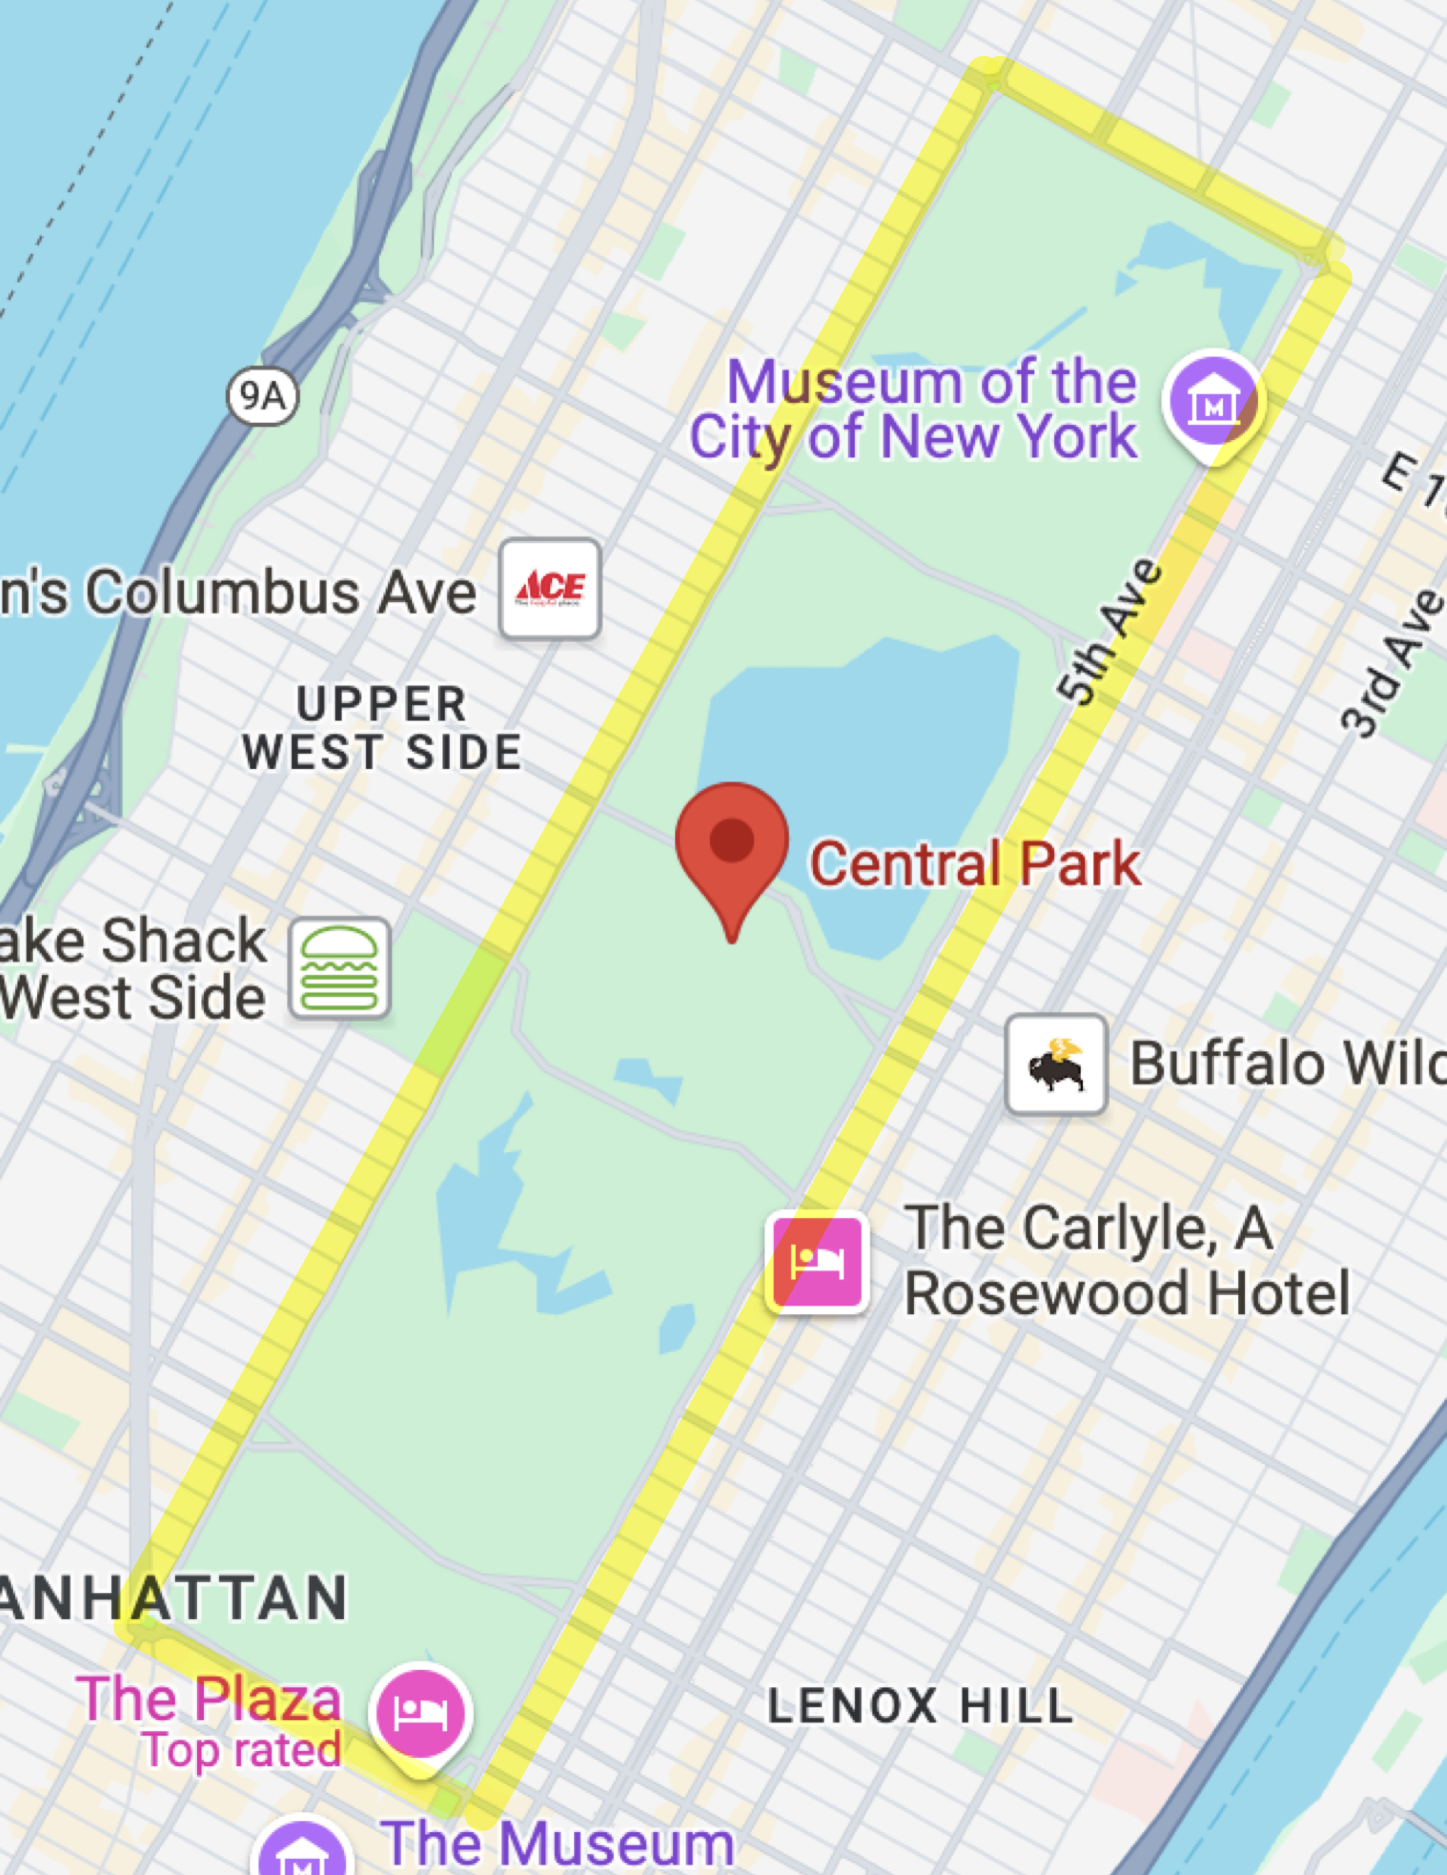 9A
Museum of the
City of New York
E 1
n's Columbus Ave
ACE
5th Ave
3rd Ave
UPPER
WEST SIDE
Central Park
ake Shack
West Side
Buffalo Wild
The Carlyle, A
Rosewood Hotel
MANHATTAN
The Plaza
Top rated
LENOX HILL
The Museum